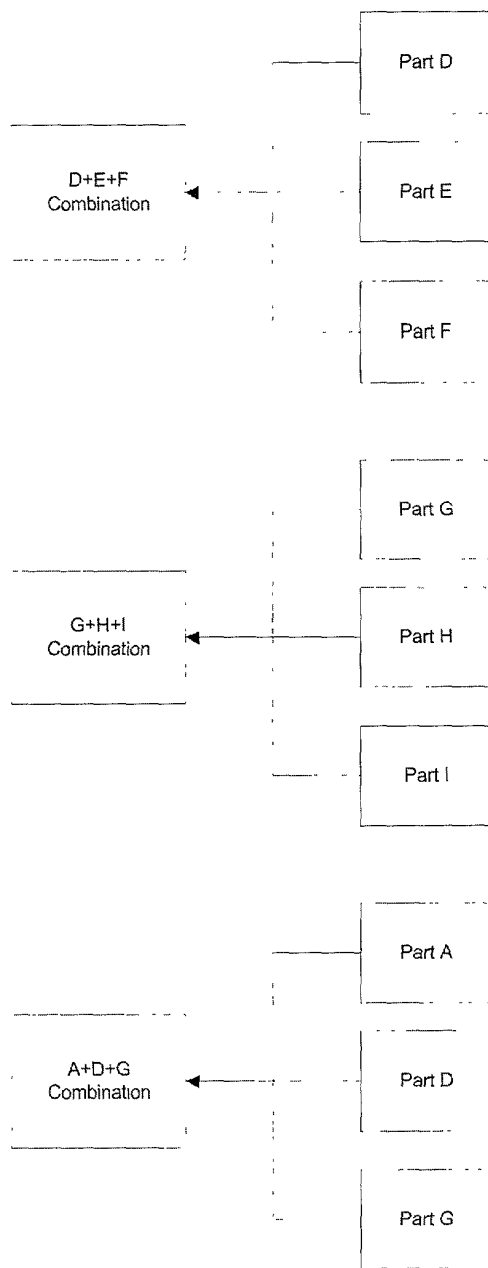 Part D
D+E+F
Combination
Part E
Part F
Part G
G+H+I
Combination
Part H
Part I
Part A
A+D+G
Combination
Part D
Part G